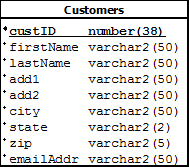 Customers
*custID number(38)
*firstName varchar2(50)
*lastName varchar2(50)
*add1 varchar2(50)
*add2 varchar2(50)
*city varchar2(50)
*state varchar2(2)
*zip varchar2(5)
*emailAddr varchar2(50)